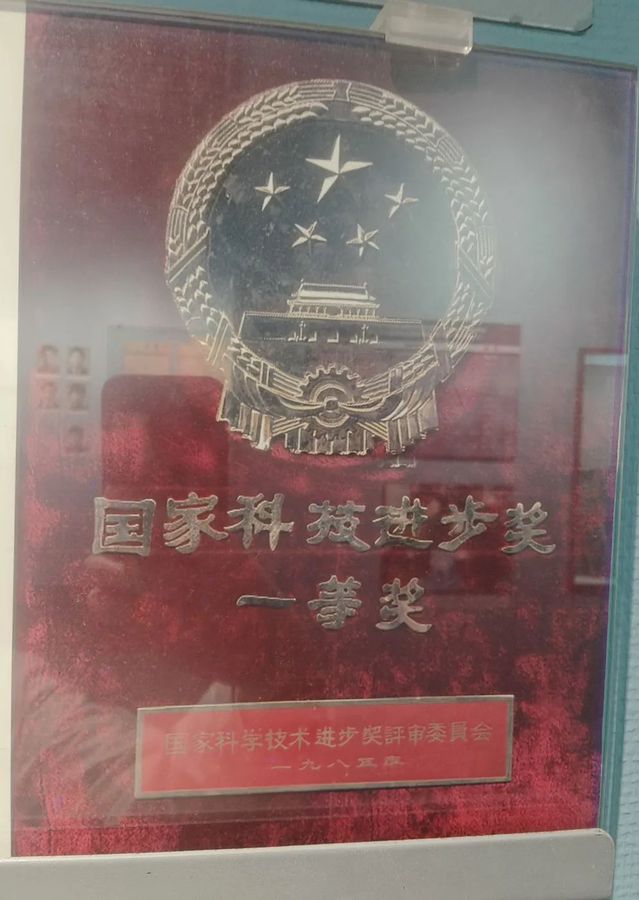 国家科技进步奖
一等奖
国家科学技术进步奖評审委員会
一九八五年